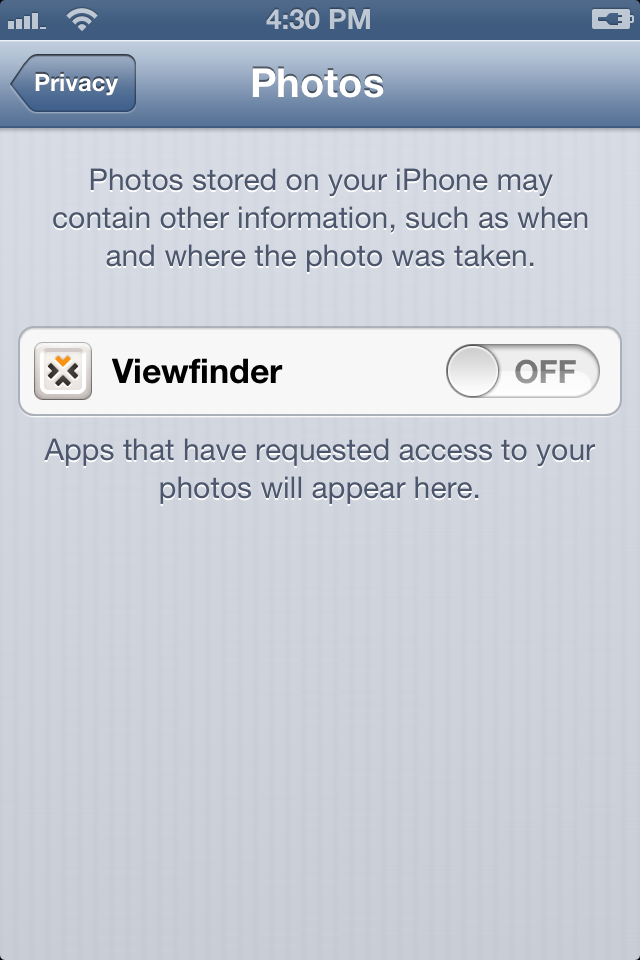 4:30 PM
Privacy
Photos
Photos stored on your iPhone may
contain other information, such as when
and where the photo was taken.
Viewfinder
OFF
Apps that have requested access to your
photos will appear here.